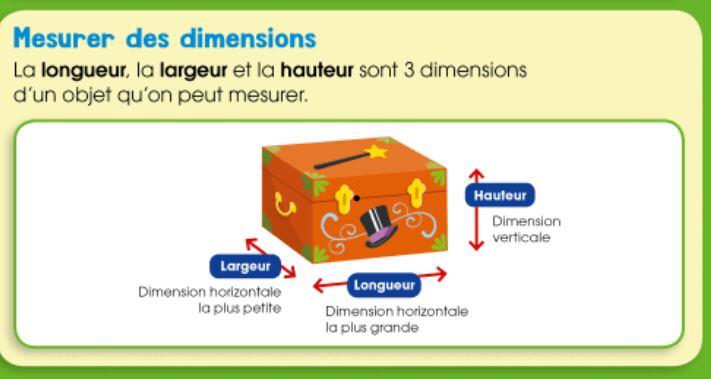 Mesurer des dimensions
La longueur, la largeur et la hauteur sont 3 dimensions
d'un objet qu'on peut mesurer.
Hauteur
Dimension
verticale
Largeur
Dimension horizontale
la plus petite
Longueur
Dimension horizontale
la plus grande